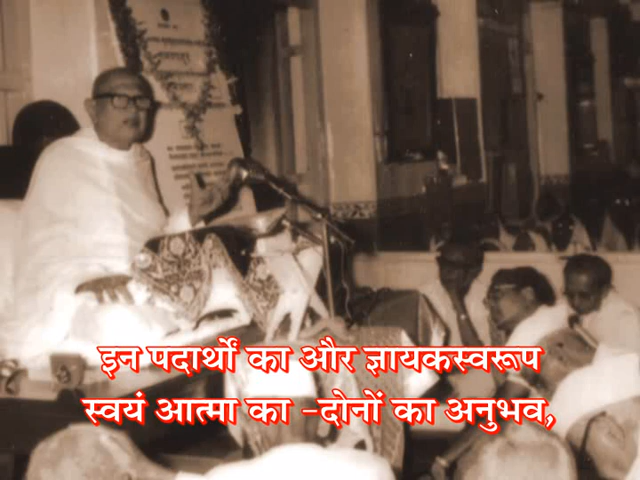 इन पदार्थों का और ज्ञायकस्वरूप
स्वयं आत्मा का -दोनों का अनुभव,